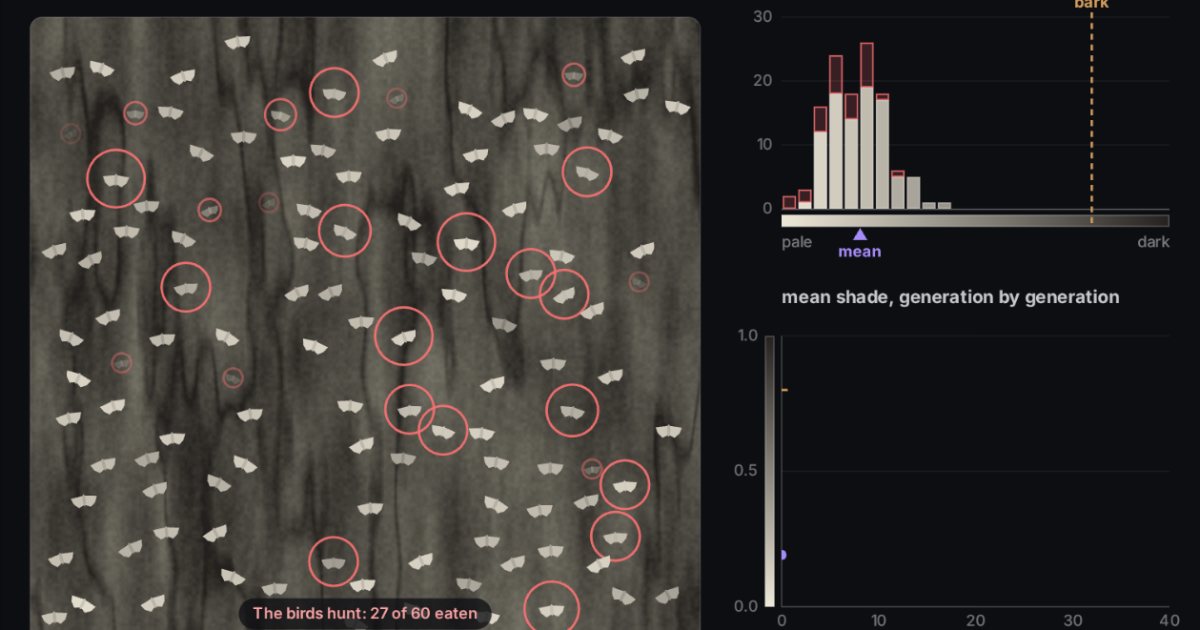 The birds hunt: 27 of 60 eaten
bark
30
20
10
0
pale
dark
mean
mean shade, generation by generation
1.0
0.5
0.0
0
10
20
30
40